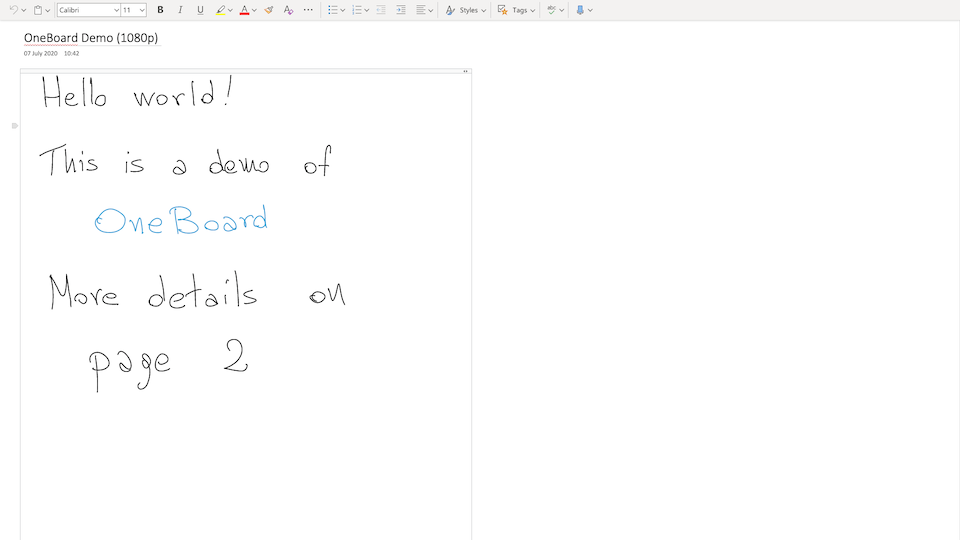 Calibri 11 B I U A A Styles Tags abc
OneBoard Demo (1080p)
07 July 2020 10:42
Hello world!
This is a demo of
OneBoard
More details on
page 2